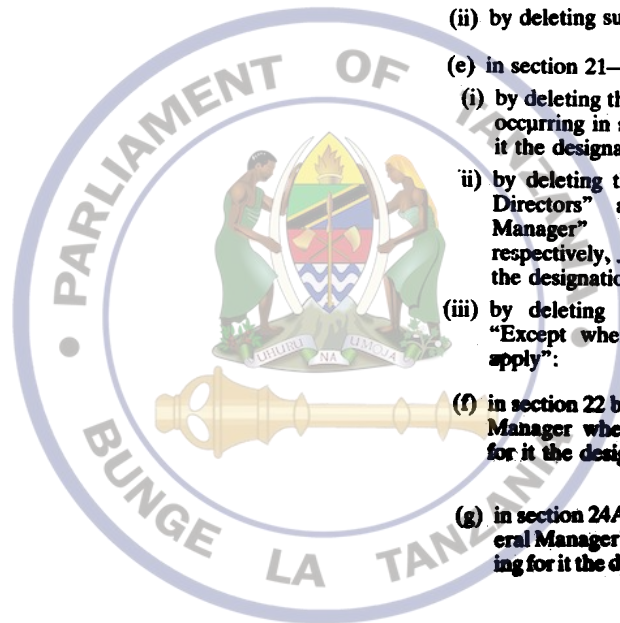 PARLIAMENT OF TANZANIA
UHURU NA UMOJA
BUNGE LA TANZANIA
(ii) by deleting su
(e) in section 21—
(i) by deleting th
occurring in s
it the designa
ii) by deleting t
Directors" a
Manager"
respectively,
the designatio
(iii) by deleting
"Except whe
apply":
(f) in section 22 b
Manager whe
for it the desig
(g) in section 24A
eral Manager
ing for it the d